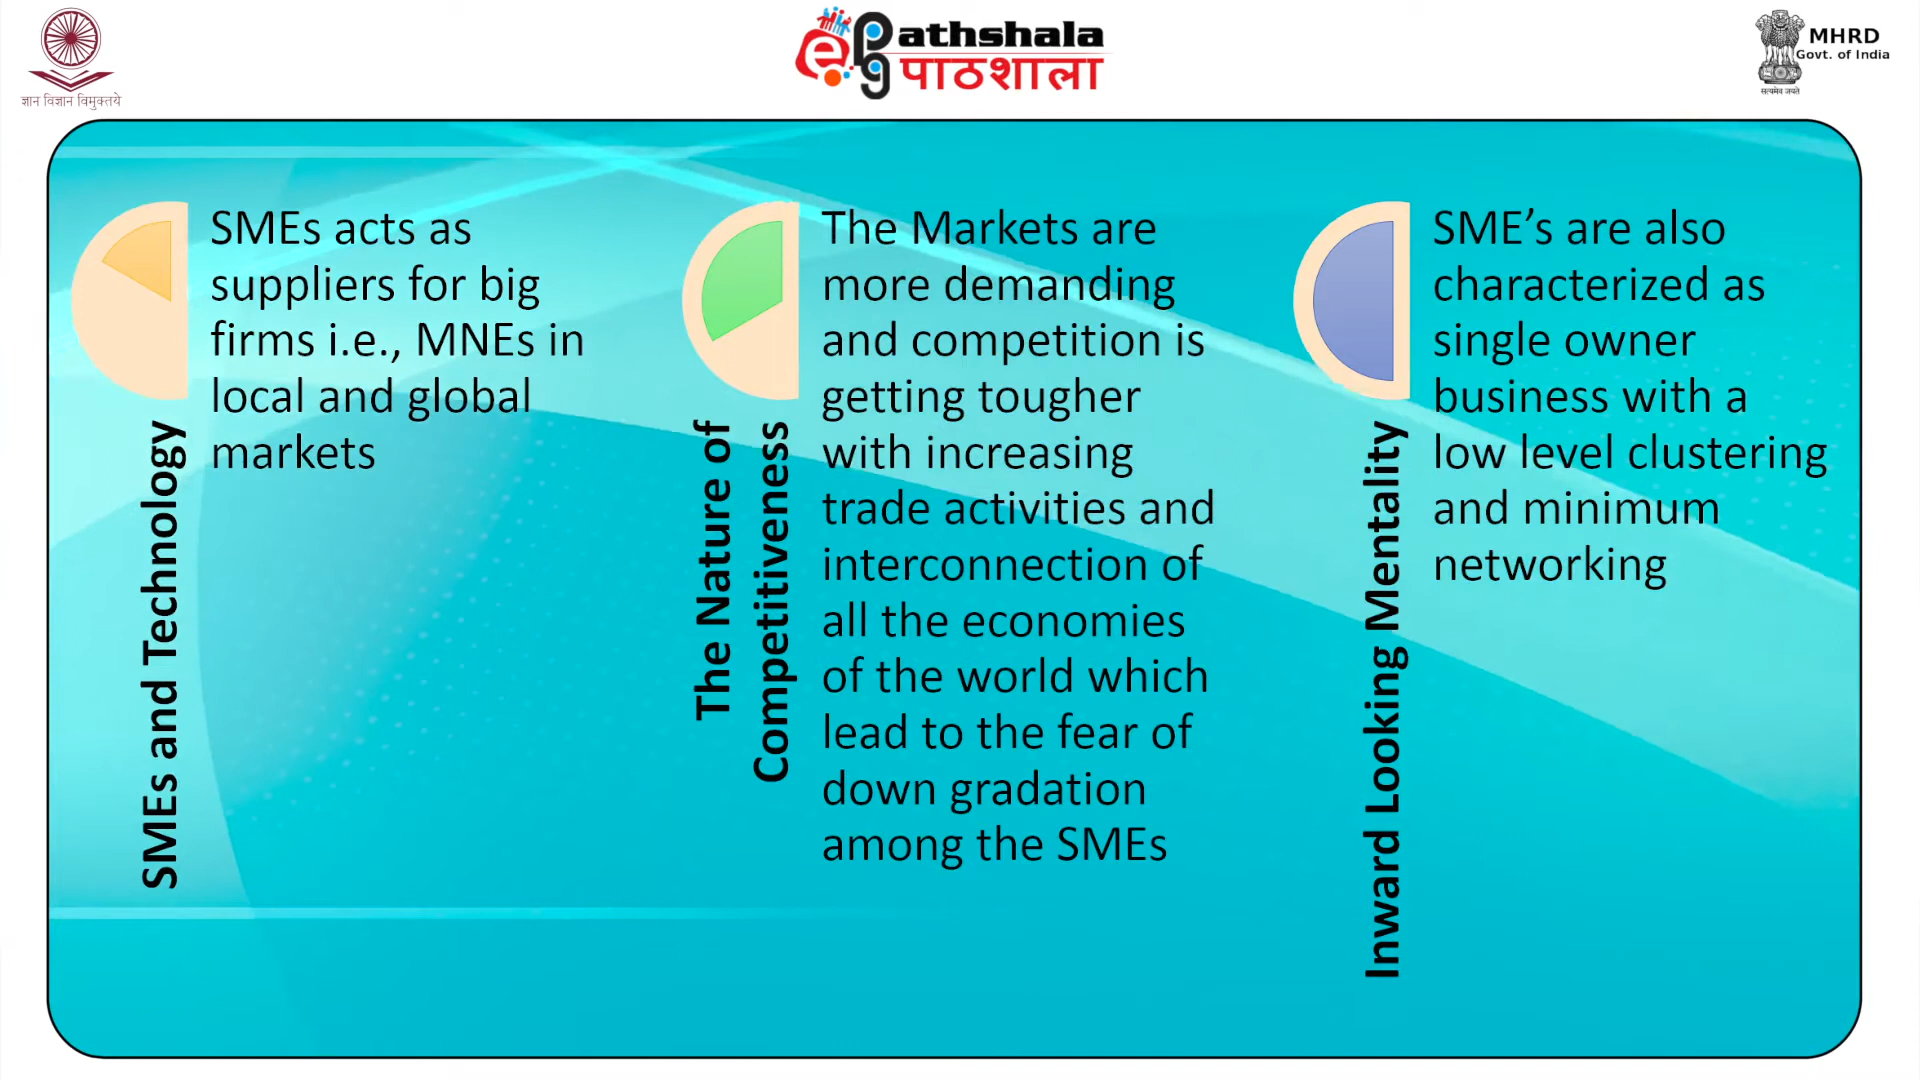 ज्ञान विज्ञान विमुक्तये
ePathshala
पाठशाला
MHRD
Govt. of India
सत्यमेव जयते
SMEs and Technology
SMEs acts as
suppliers for big
firms i.e., MNEs in
local and global
markets
The Nature of
Competitiveness
The Markets are
more demanding
and competition is
getting tougher
with increasing
trade activities and
interconnection of
all the economies
of the world which
lead to the fear of
down gradation
among the SMEs
Inward Looking Mentality
SME’s are also
characterized as
single owner
business with a
low level clustering
and minimum
networking